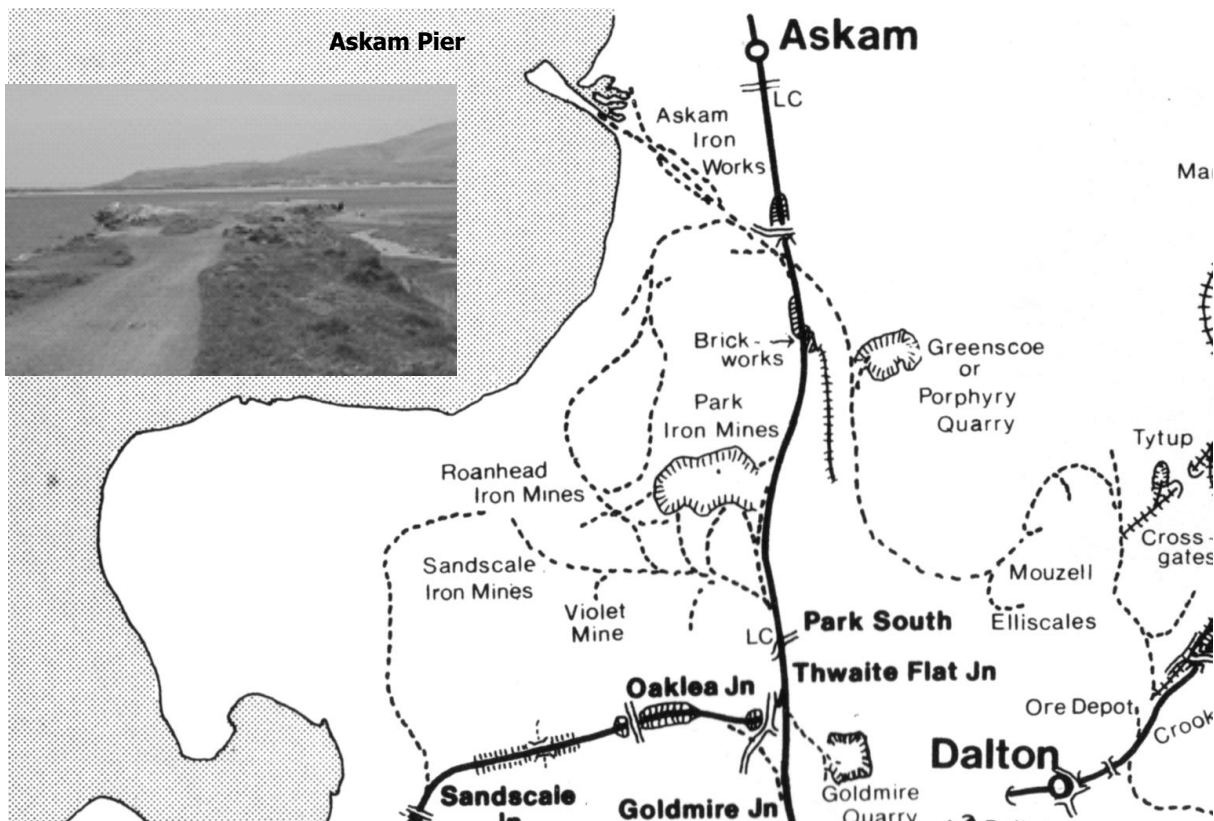 Askam Pier
Askam
LC
Askam
Iron
Works
Mar
Brick-
works
Greenscoe
or
Porphyry
Quarry
Park
Iron Mines
Tytup
Roanhead
Iron Mines
Cross-
gates
Sandscale
Iron Mines
Mouzell
Violet
Mine
Elliscales
LC
Park South
Thwaite Flat Jn
Oaklea Jn
Ore Depot
Crook
Dalton
Sandscale
Jn
Goldmire Jn
Goldmire
Quarry